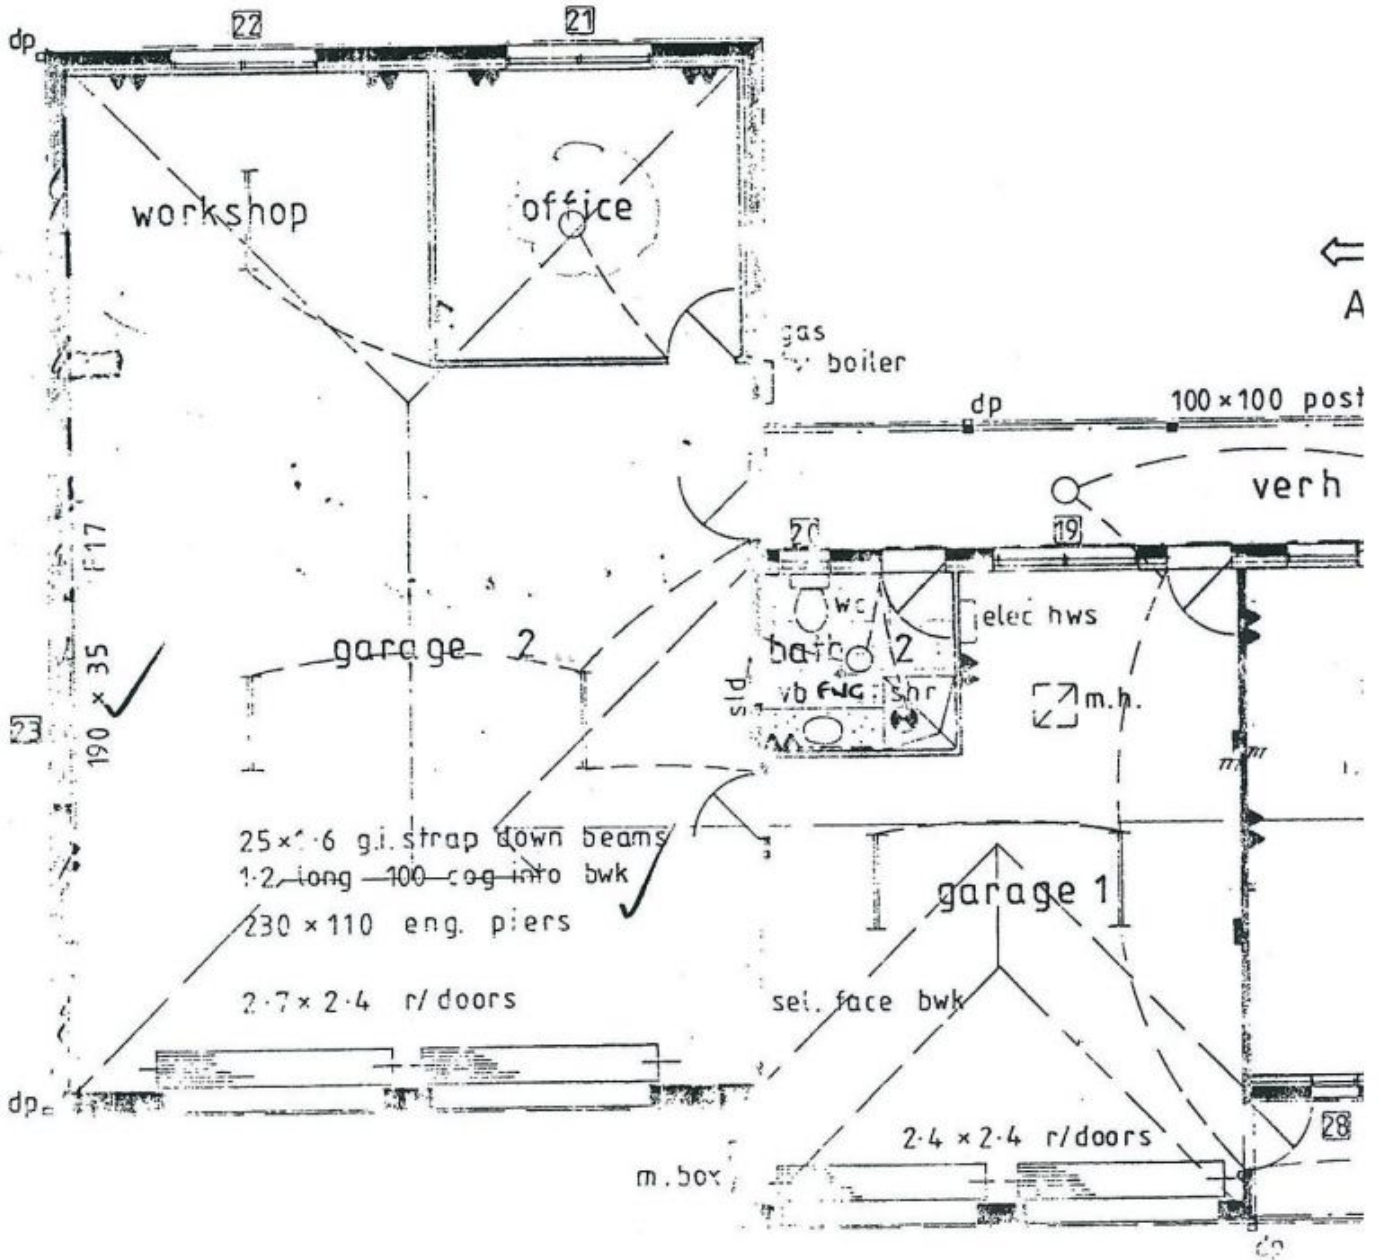 22
21
dp
workshop
office
gas
boiler
A
dp
100 × 100 post
verh
19
F17
190 × 35
23
garage 2
wc
2
elec hws
sld
vb FWG shr
m.h.
25×1·6 g.i. strap down beams
1·2 long 100 cog into bwk
230 × 110 eng. piers
garage 1
2·7 × 2·4 r/doors
sel. face bwk
dp
28
2·4 × 2·4 r/doors
m.box
dp